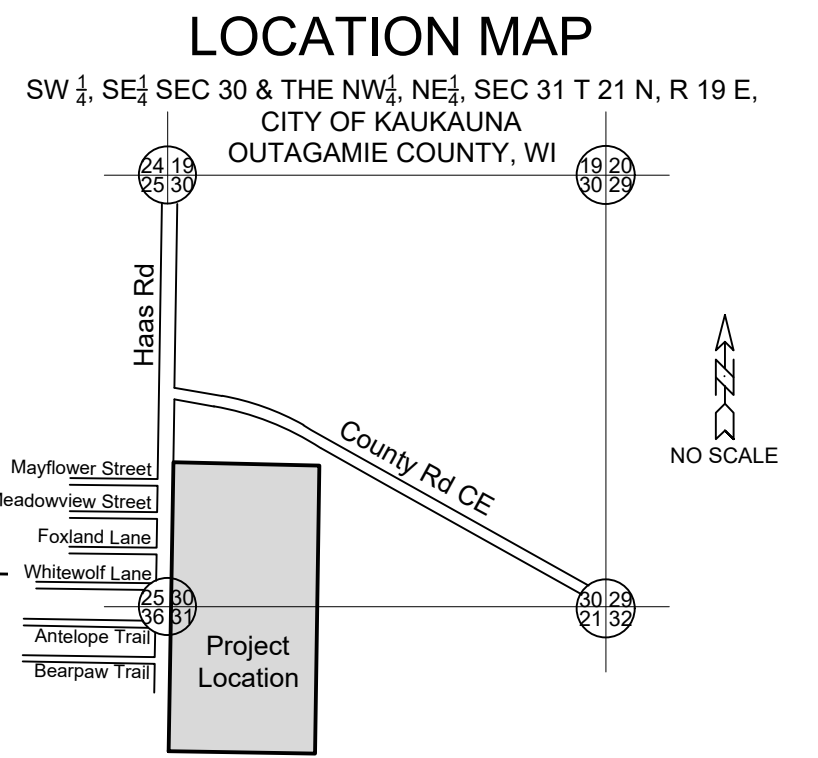 LOCATION MAP
SW 1/4, SE1/4 SEC 30 & THE NW1/4, NE1/4, SEC 31 T 21 N, R 19 E,
CITY OF KAUKAUNA
OUTAGAMIE COUNTY, WI
24 19
25 30
19 20
30 29
Haas Rd
County Rd CE
N
NO SCALE
Mayflower Street
Meadowview Street
Foxland Lane
Whitewolf Lane
25 30
36 31
30 29
21 32
Antelope Trail
Bearpaw Trail
Project
Location